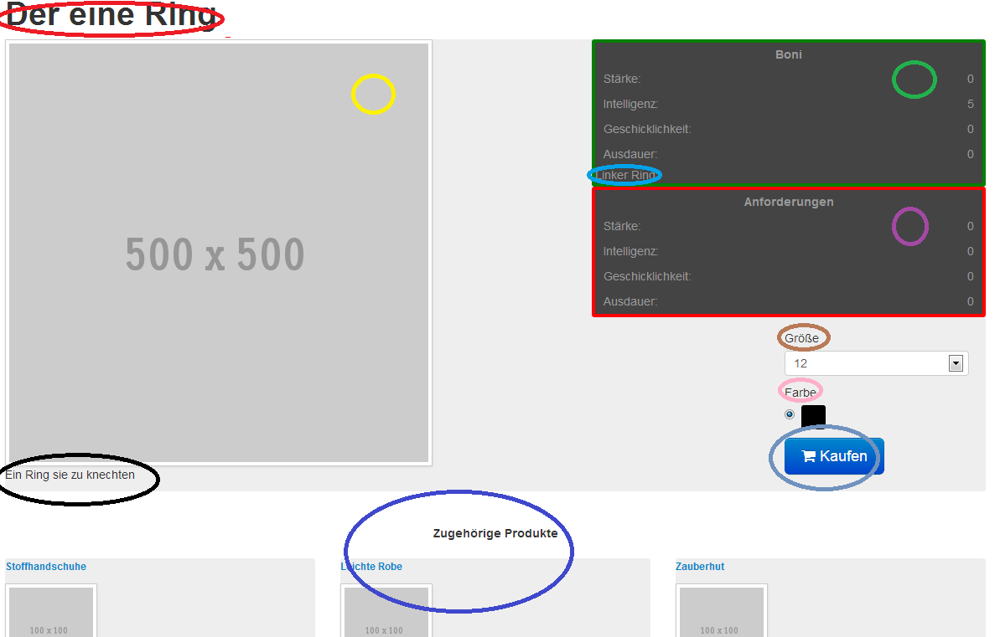 Der eine Ring
500 x 500
Ein Ring sie zu knechten
Boni
Stärke: 0
Intelligenz: 5
Geschicklichkeit: 0
Ausdauer: 0
Linker Ring
Anforderungen
Stärke: 0
Intelligenz: 0
Geschicklichkeit: 0
Ausdauer: 0
Größe
12
Farbe
Kaufen
Zugehörige Produkte
Stoffhandschuhe
100 x 100
Leichte Robe
100 x 100
Zauberhut
100 x 100